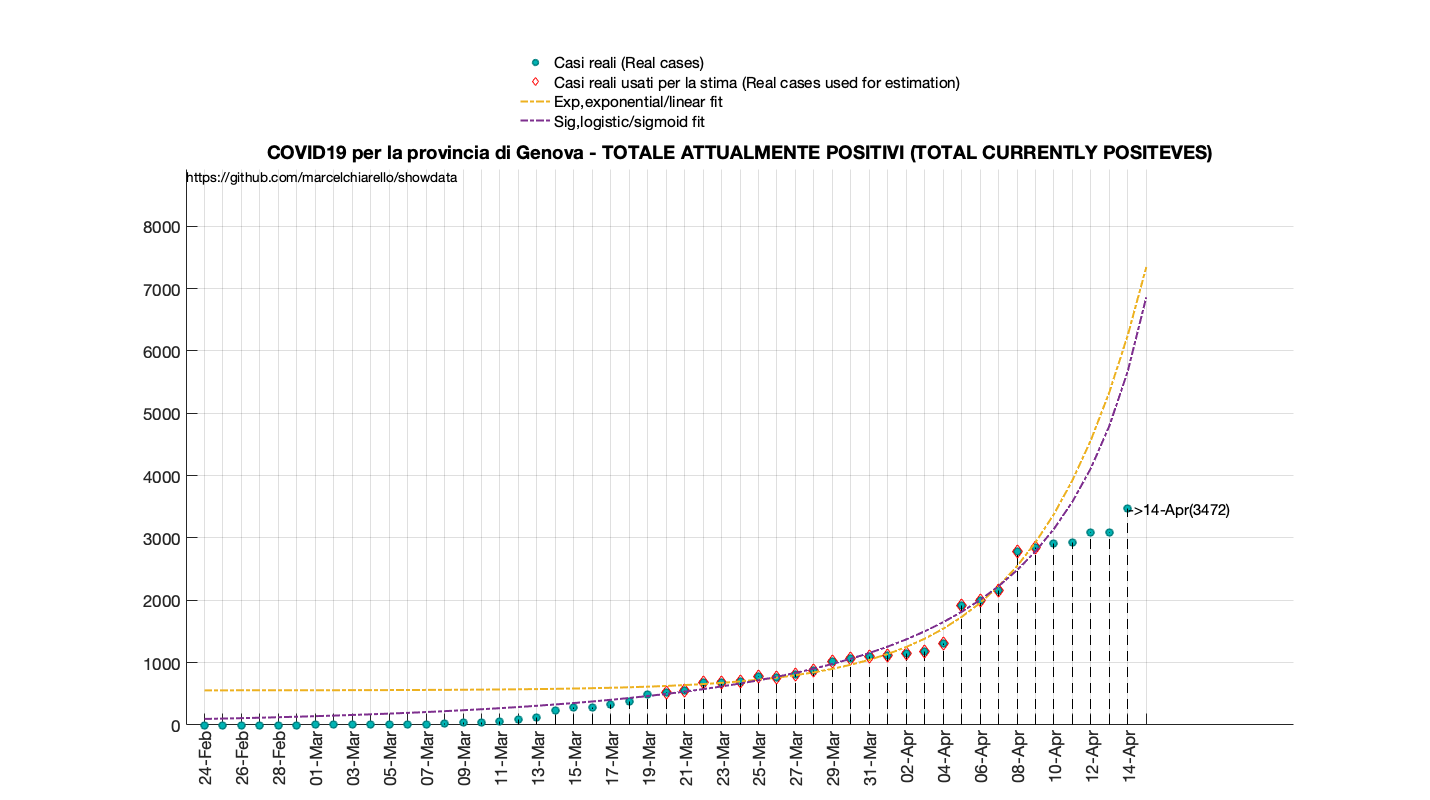 Casi reali (Real cases)
Casi reali usati per la stima (Real cases used for estimation)
Exp,exponential/linear fit
Sig,logistic/sigmoid fit
COVID19 per la provincia di Genova - TOTALE ATTUALMENTE POSITIVI (TOTAL CURRENTLY POSITEVES)
https://github.com/marcelchiarello/showdata
8000
7000
6000
5000
4000
3000
2000
1000
0
>14-Apr(3472)
24-Feb
26-Feb
28-Feb
01-Mar
03-Mar
05-Mar
07-Mar
09-Mar
11-Mar
13-Mar
15-Mar
17-Mar
19-Mar
21-Mar
23-Mar
25-Mar
27-Mar
29-Mar
31-Mar
02-Apr
04-Apr
06-Apr
08-Apr
10-Apr
12-Apr
14-Apr